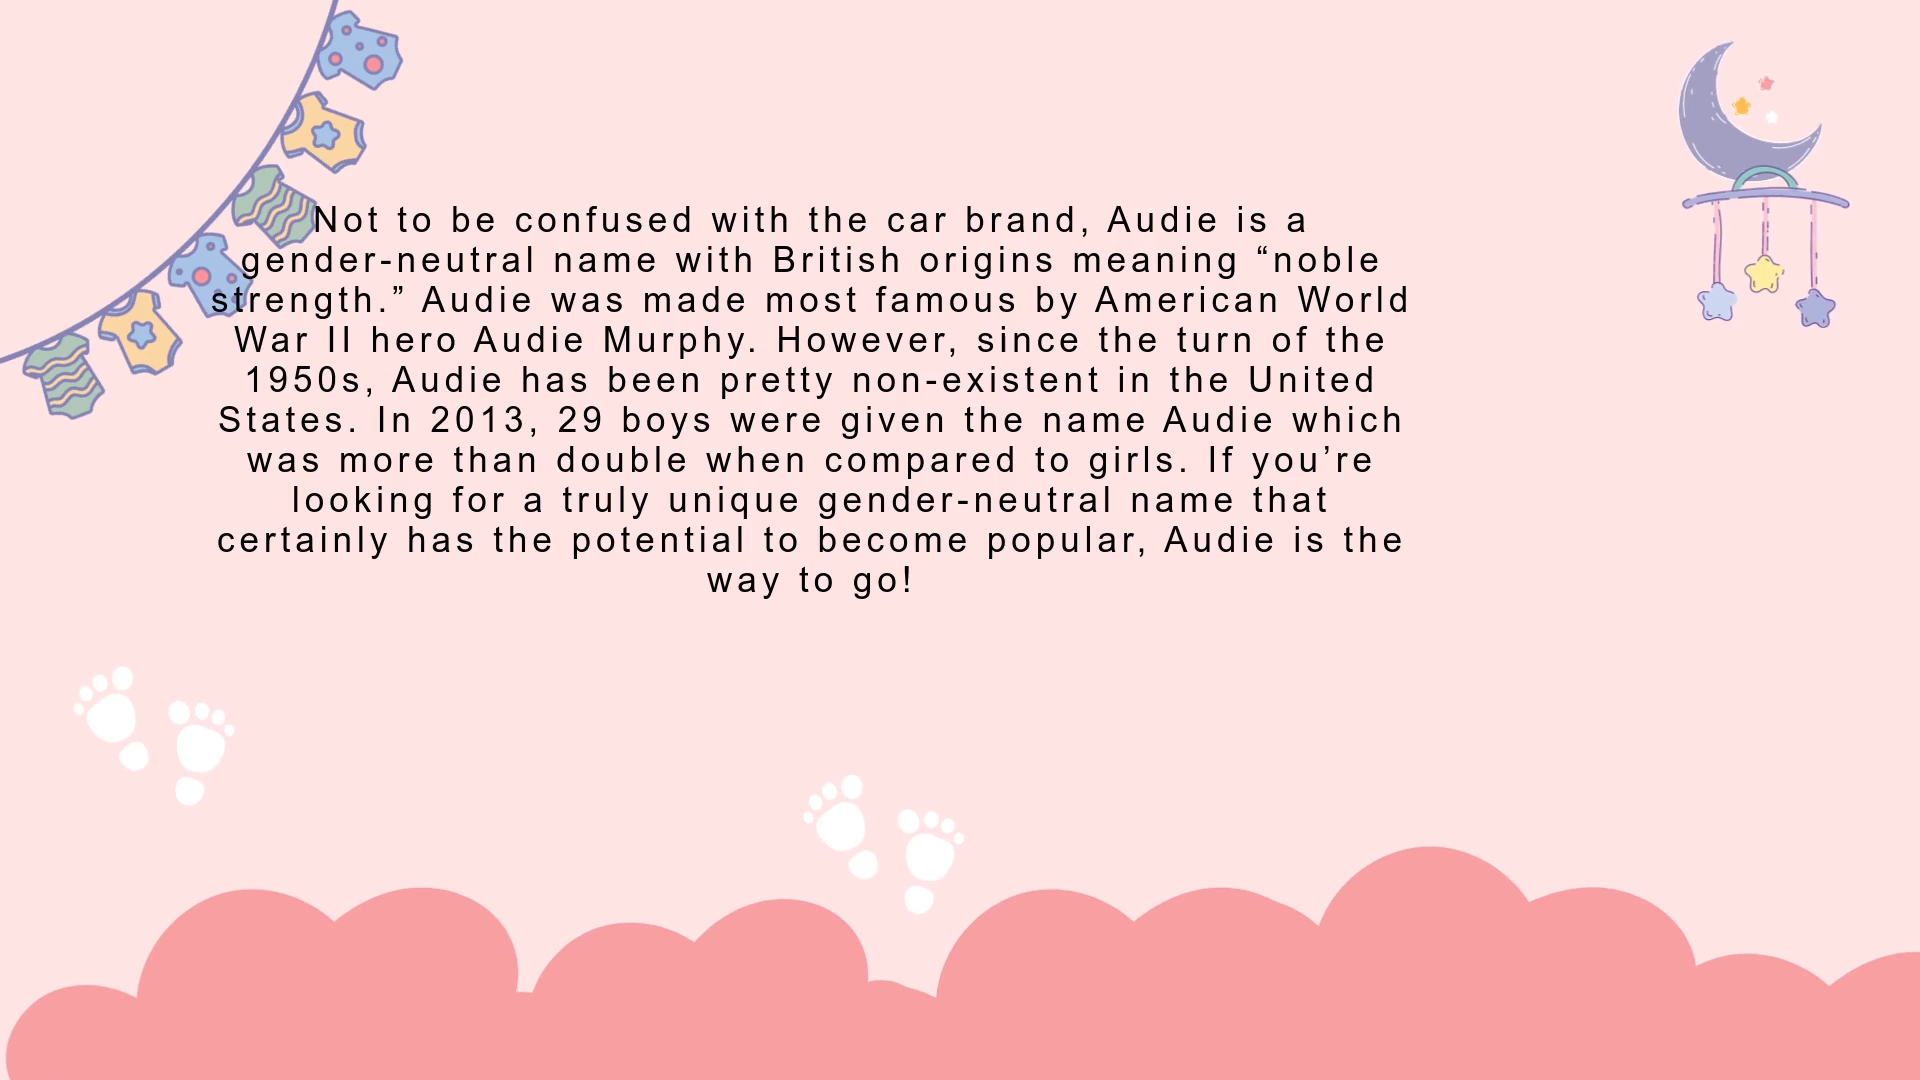 Not to be confused with the car brand, Audie is a
gender-neutral name with British origins meaning “noble
strength.” Audie was made most famous by American World
War II hero Audie Murphy. However, since the turn of the
1950s, Audie has been pretty non-existent in the United
States. In 2013, 29 boys were given the name Audie which
was more than double when compared to girls. If you’re
looking for a truly unique gender-neutral name that
certainly has the potential to become popular, Audie is the
way to go!